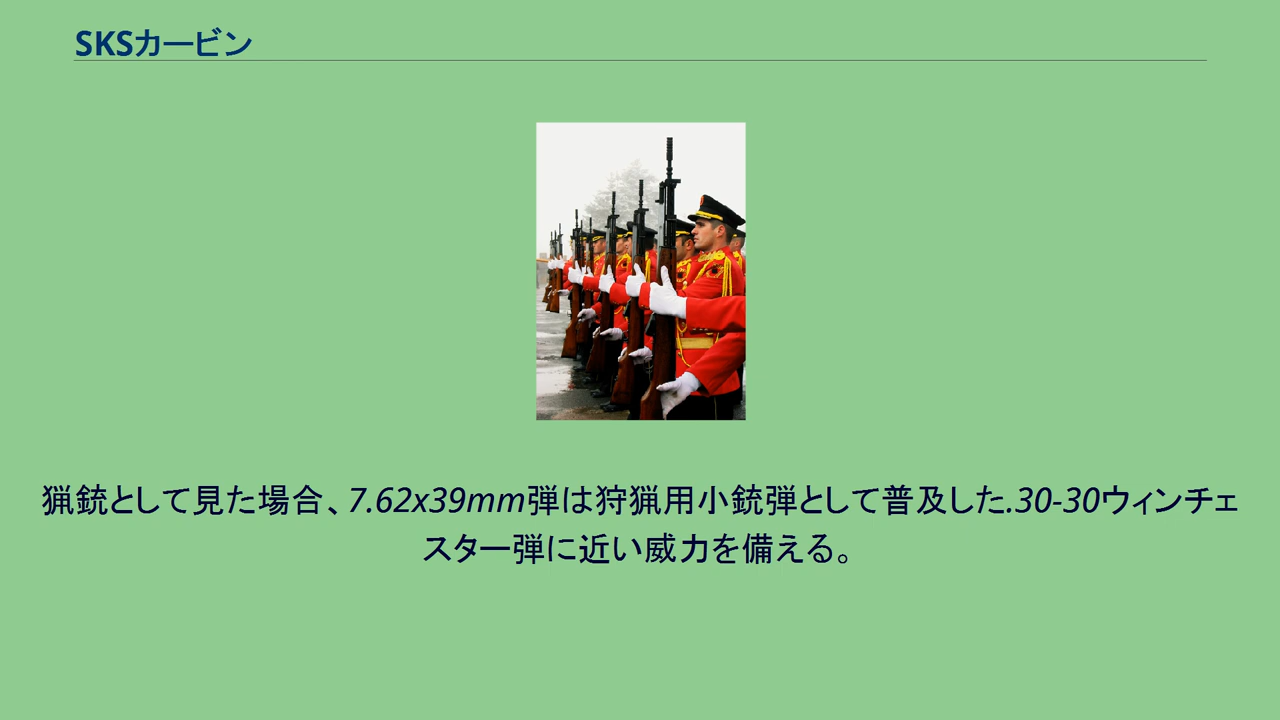 SKSカービン
猟銃として見た場合、7.62x39mm弾は狩猟用小銃弾として普及した.30-30ウィンチェ
スター弾に近い威力を備える。